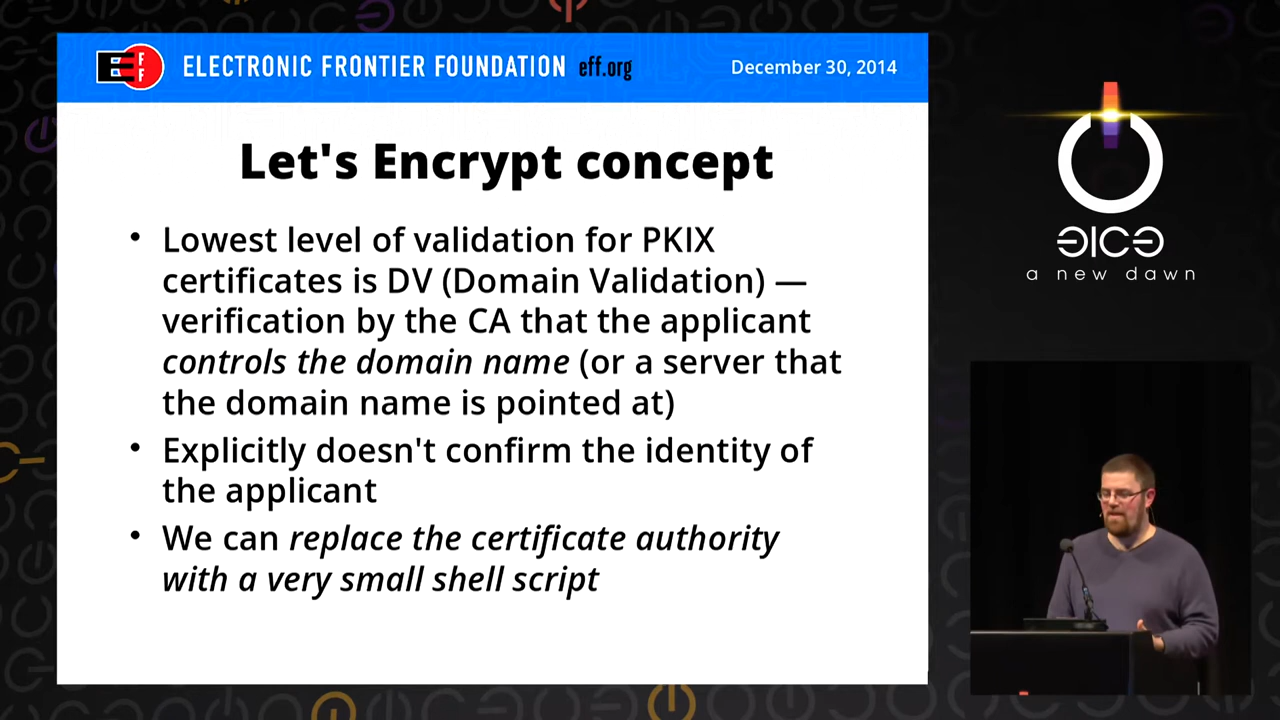 EFF ELECTRONIC FRONTIER FOUNDATION eff.org December 30, 2014
Let's Encrypt concept
• Lowest level of validation for PKIX
certificates is DV (Domain Validation) —
verification by the CA that the applicant
controls the domain name (or a server that
the domain name is pointed at)
• Explicitly doesn't confirm the identity of
the applicant
• We can replace the certificate authority
with a very small shell script
31C3
a new dawn